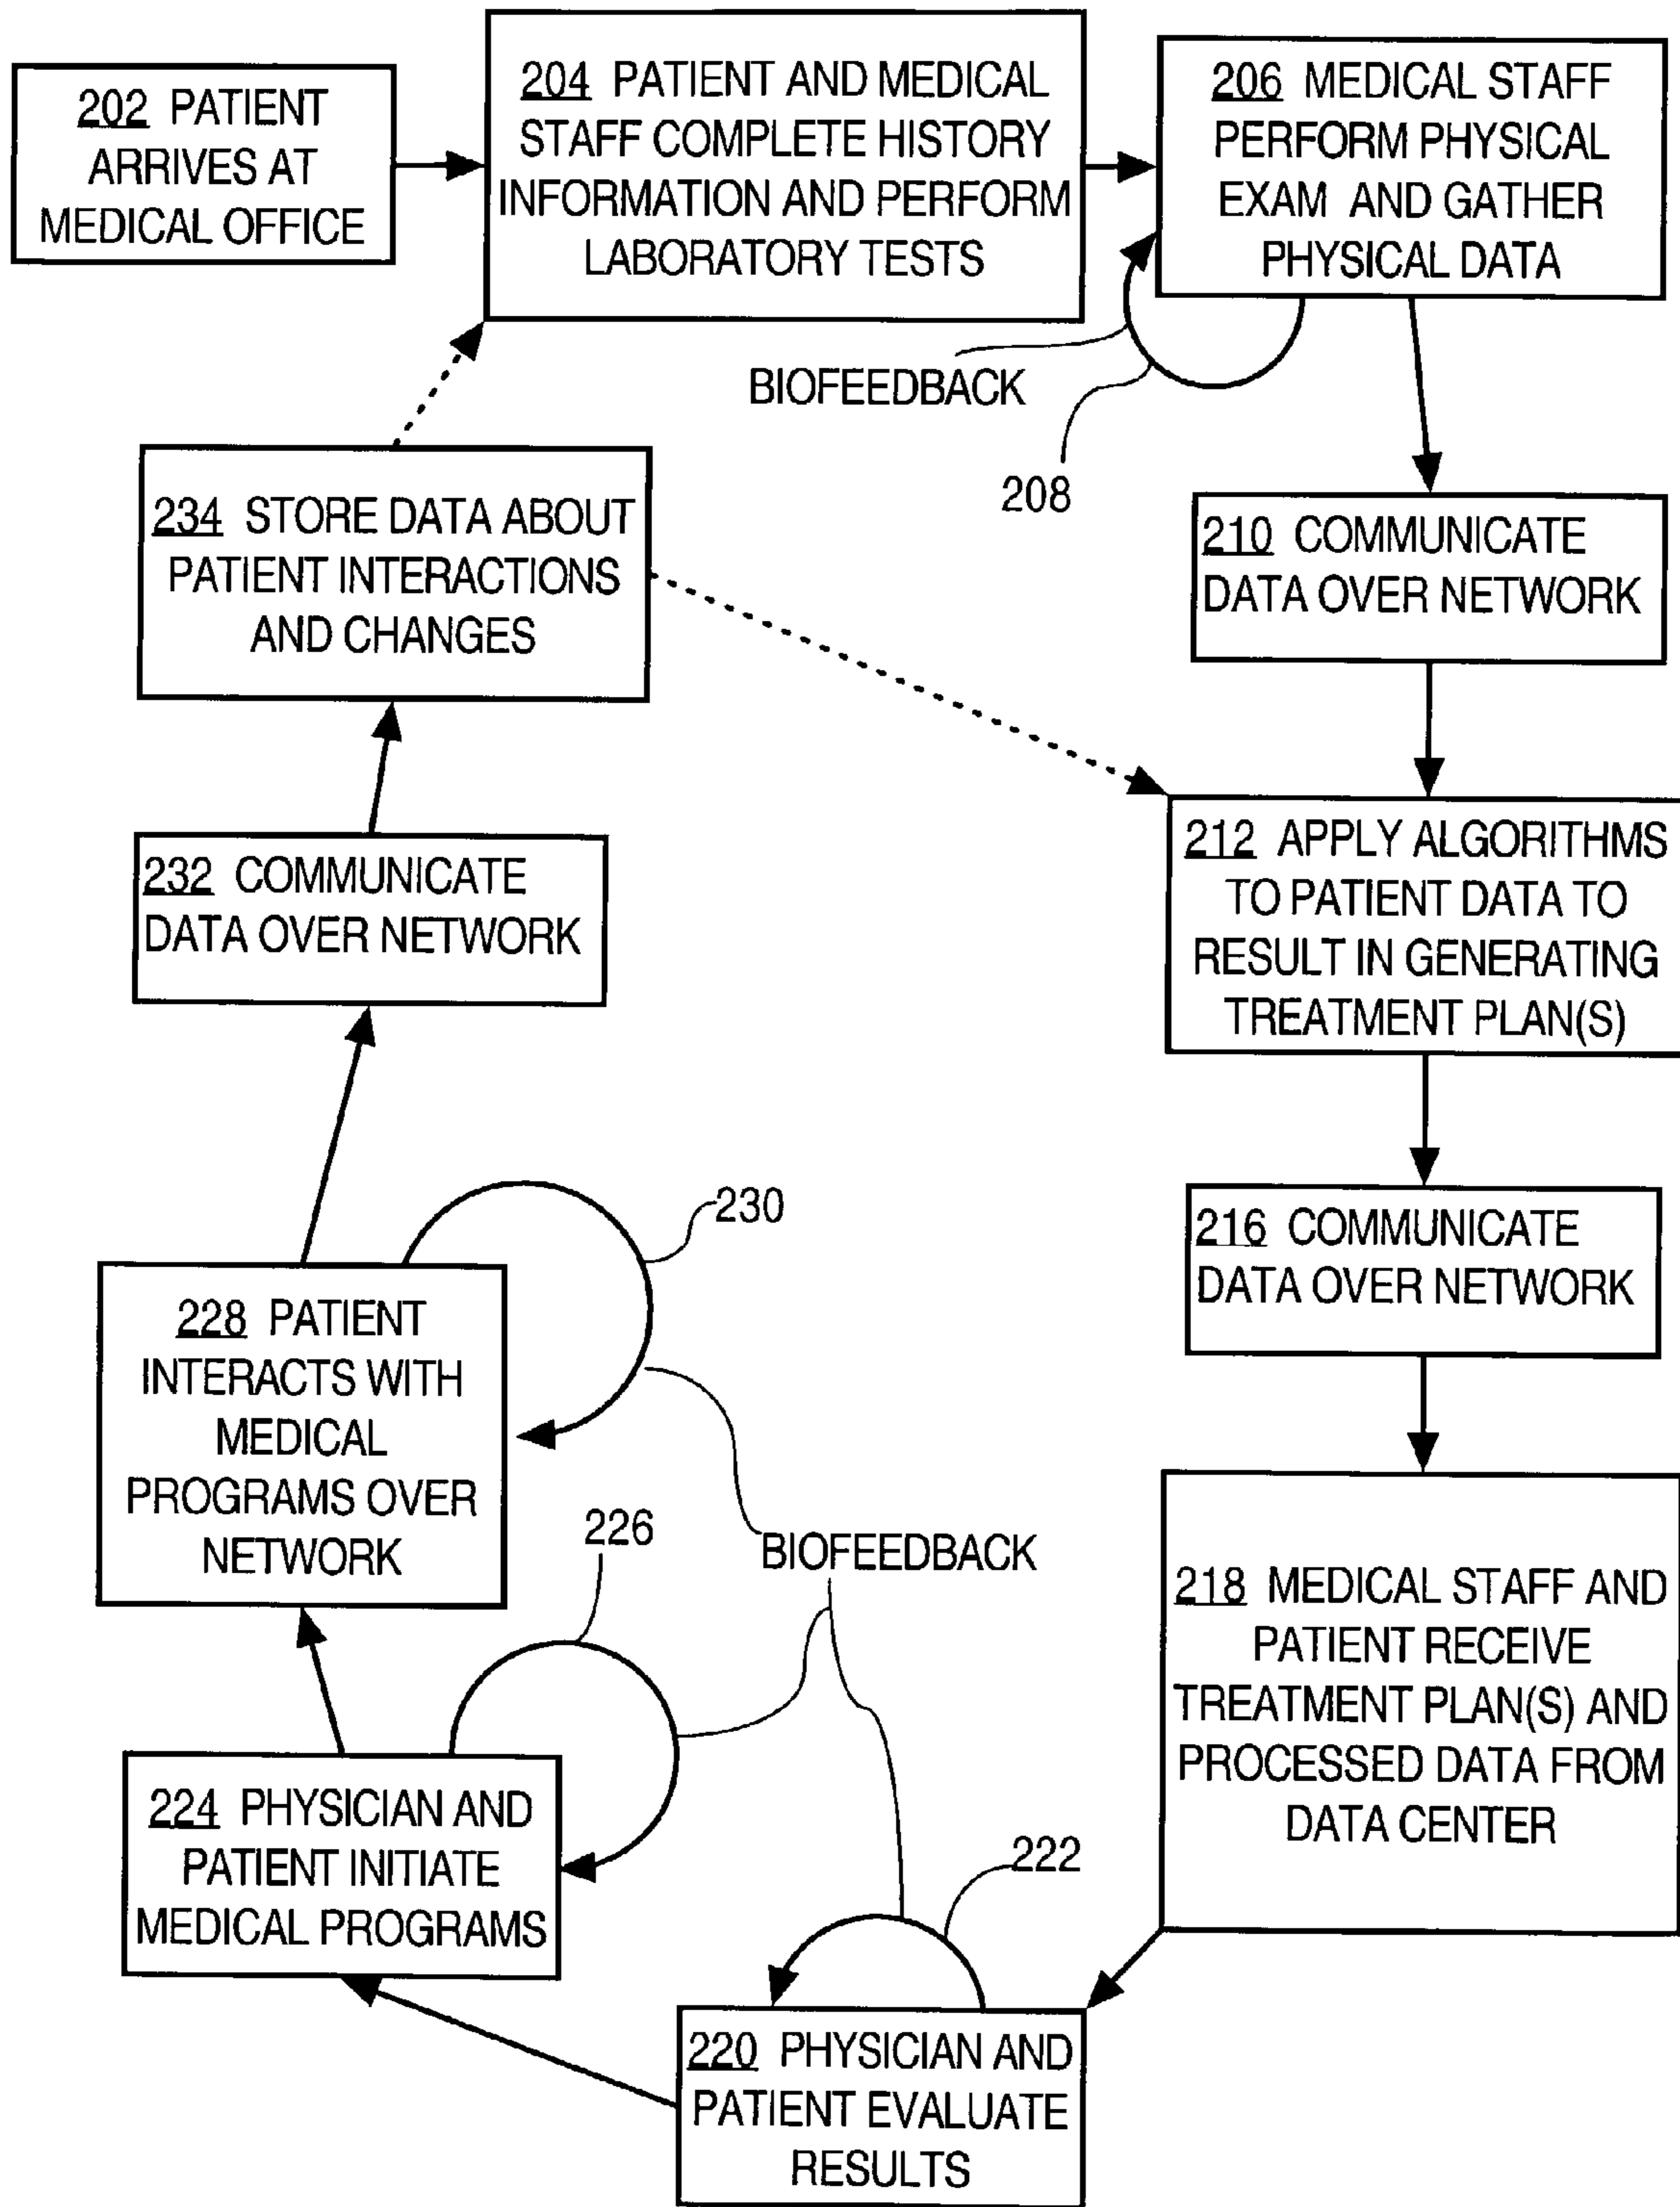 202 PATIENT
ARRIVES AT
MEDICAL OFFICE
204 PATIENT AND MEDICAL
STAFF COMPLETE HISTORY
INFORMATION AND PERFORM
LABORATORY TESTS
206 MEDICAL STAFF
PERFORM PHYSICAL
EXAM AND GATHER
PHYSICAL DATA
BIOFEEDBACK
208
210 COMMUNICATE
DATA OVER NETWORK
212 APPLY ALGORITHMS
TO PATIENT DATA TO
RESULT IN GENERATING
TREATMENT PLAN(S)
216 COMMUNICATE
DATA OVER NETWORK
218 MEDICAL STAFF AND
PATIENT RECEIVE
TREATMENT PLAN(S) AND
PROCESSED DATA FROM
DATA CENTER
220 PHYSICIAN AND
PATIENT EVALUATE
RESULTS
222
BIOFEEDBACK
224 PHYSICIAN AND
PATIENT INITIATE
MEDICAL PROGRAMS
226
228 PATIENT
INTERACTS WITH
MEDICAL
PROGRAMS OVER
NETWORK
230
232 COMMUNICATE
DATA OVER NETWORK
234 STORE DATA ABOUT
PATIENT INTERACTIONS
AND CHANGES